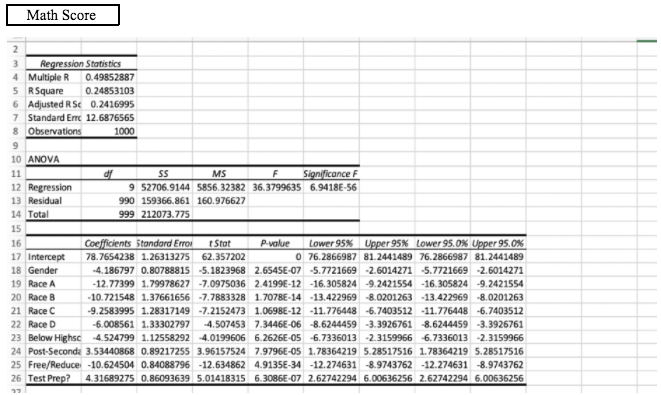 Math Score
2
3 Regression Statistics
4 Multiple R 0.49852887
5 R Square 0.24853103
6 Adjusted R Sc 0.2416995
7 Standard Errc 12.6876565
8 Observations 1000
9
10 ANOVA
11 df SS MS F Significance F
12 Regression 9 52706.9144 5856.32382 36.3799635 6.9418E-56
13 Residual 990 159366.861 160.976627
14 Total 999 212073.775
15
16 Coefficients Standard Error t Stat P-value Lower 95% Upper 95% Lower 95.0% Upper 95.0%
17 Intercept 78.7654238 1.26313275 62.357202 0 76.2866987 81.2441489 76.2866987 81.2441489
18 Gender -4.186797 0.80788815 -5.1823968 2.6545E-07 -5.7721669 -2.6014271 -5.7721669 -2.6014271
19 Race A -12.77399 1.79978627 -7.0975036 2.4199E-12 -16.305824 -9.2421554 -16.305824 -9.2421554
20 Race B -10.721548 1.37661656 -7.7883328 1.7078E-14 -13.422969 -8.0201263 -13.422969 -8.0201263
21 Race C -9.2583995 1.28317149 -7.2152473 1.0698E-12 -11.776448 -6.7403512 -11.776448 -6.7403512
22 Race D -6.008561 1.33302797 -4.507453 7.3446E-06 -8.6244459 -3.3926761 -8.6244459 -3.3926761
23 Below Highsc -4.524799 1.12558292 -4.0199606 6.2626E-05 -6.7336013 -2.3159966 -6.7336013 -2.3159966
24 Post-Seconda 3.53440868 0.89217255 3.96157524 7.9796E-05 1.78364219 5.28517516 1.78364219 5.28517516
25 Free/Reduce -10.624504 0.84088796 -12.634862 4.9135E-34 -12.274631 -8.9743762 -12.274631 -8.9743762
26 Test Prep? 4.31689275 0.86093639 5.01418315 6.3086E-07 2.62742294 6.00636256 2.62742294 6.00636256